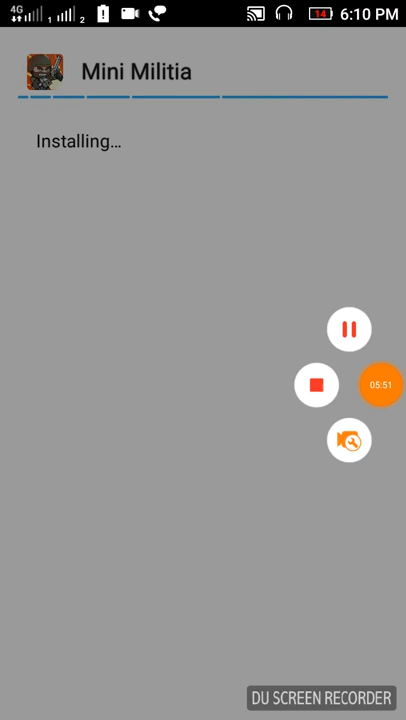 4G 1 2 14 6:10 PM
Mini Militia
Installing...
05:51
DU SCREEN RECORDER